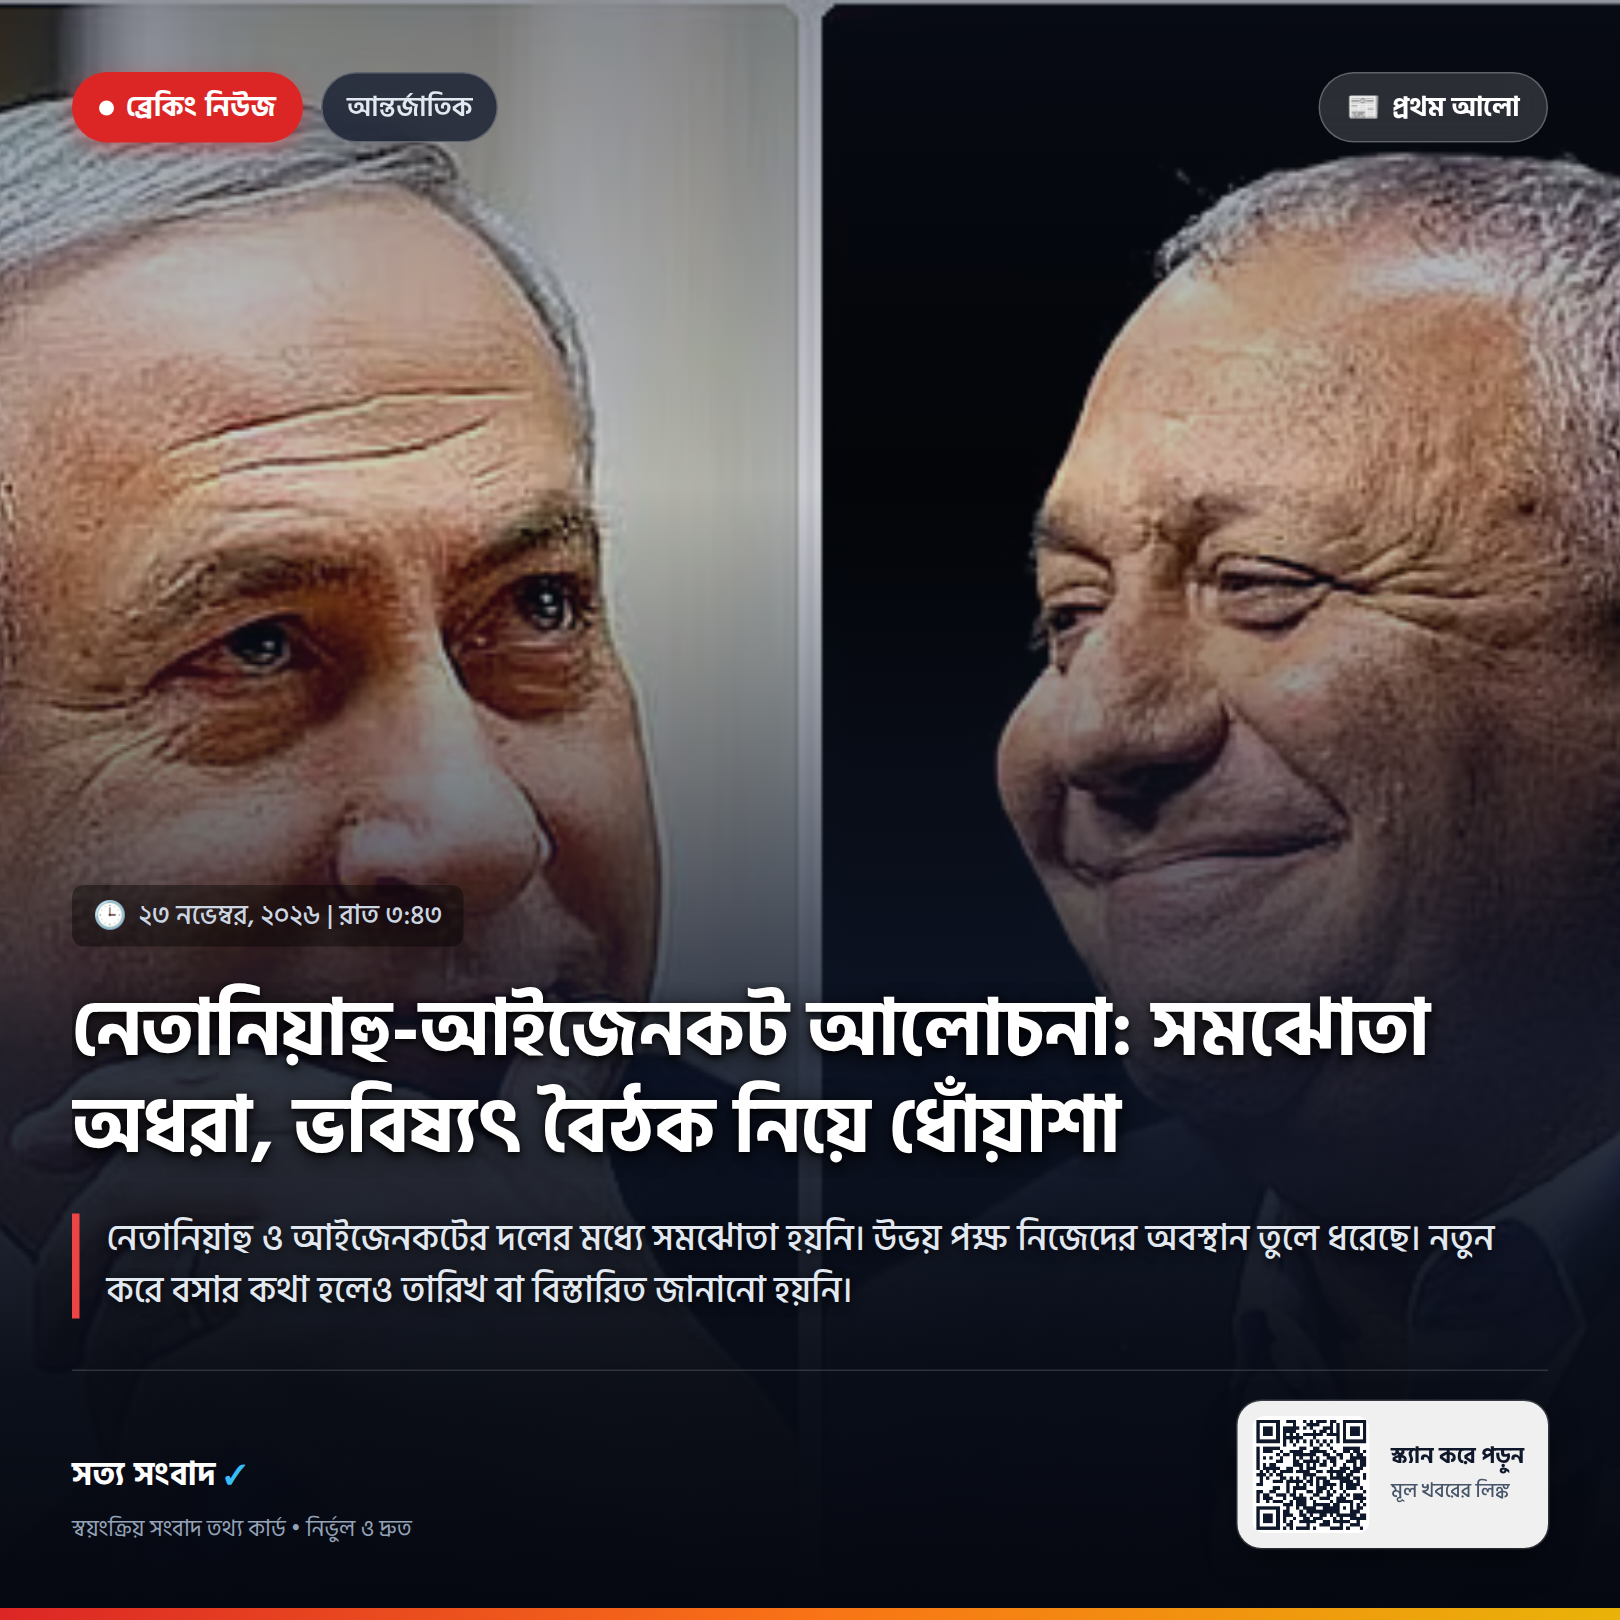 ব্রেকিং নিউজ
আন্তর্জাতিক
প্রথম আলো
২৩ নভেম্বর, ২০২৬ | রাত ৩:৪৩
নেতানিয়াহু-আইজেনকট আলোচনা: সমঝোতা
অধরা, ভবিষ্যৎ বৈঠক নিয়ে ধোঁয়াশা
নেতানিয়াহু ও আইজেনকটের দলের মধ্যে সমঝোতা হয়নি। উভয় পক্ষ নিজেদের অবস্থান তুলে ধরেছে। নতুন
করে বসার কথা হলেও তারিখ বা বিস্তারিত জানানো হয়নি।
সত্য সংবাদ ✓
স্বয়ংক্রিয় সংবাদ তথ্য কার্ড • নির্ভুল ও দ্রুত
স্ক্যান করে পড়ুন
মূল খবরের লিঙ্ক